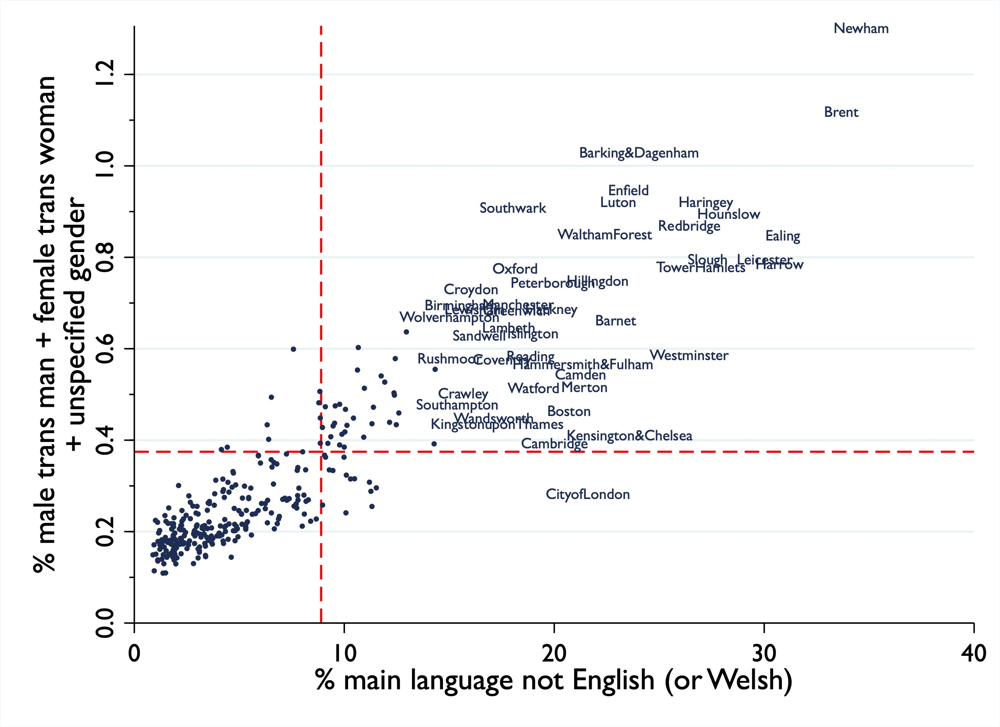 Newham
1.2
Brent
Barking&Dagenham
1.0
Enfield
Luton
Haringey
Southwark
Hounslow
Redbridge
WalthamForest
Ealing
0.8
Slough
Leicester
Harrow
TowerHamlets
Oxford
Hillingdon
Peterborough
Croydon
Birmingham
Manchester
Lewisham
Greenwich
Hackney
Wolverhampton
Barnet
Lambeth
Islington
Sandwell
0.6
Westminster
Reading
Rushmoor
Coventry
Hammersmith&Fulham
Camden
Watford
Merton
Crawley
Southampton
Boston
Wandsworth
KingstonuponThames
0.4
Kensington&Chelsea
Cambridge
CityofLondon
0.2
0.0
% male trans man + female trans woman
+ unspecified gender
0 10 20 30 40
% main language not English (or Welsh)